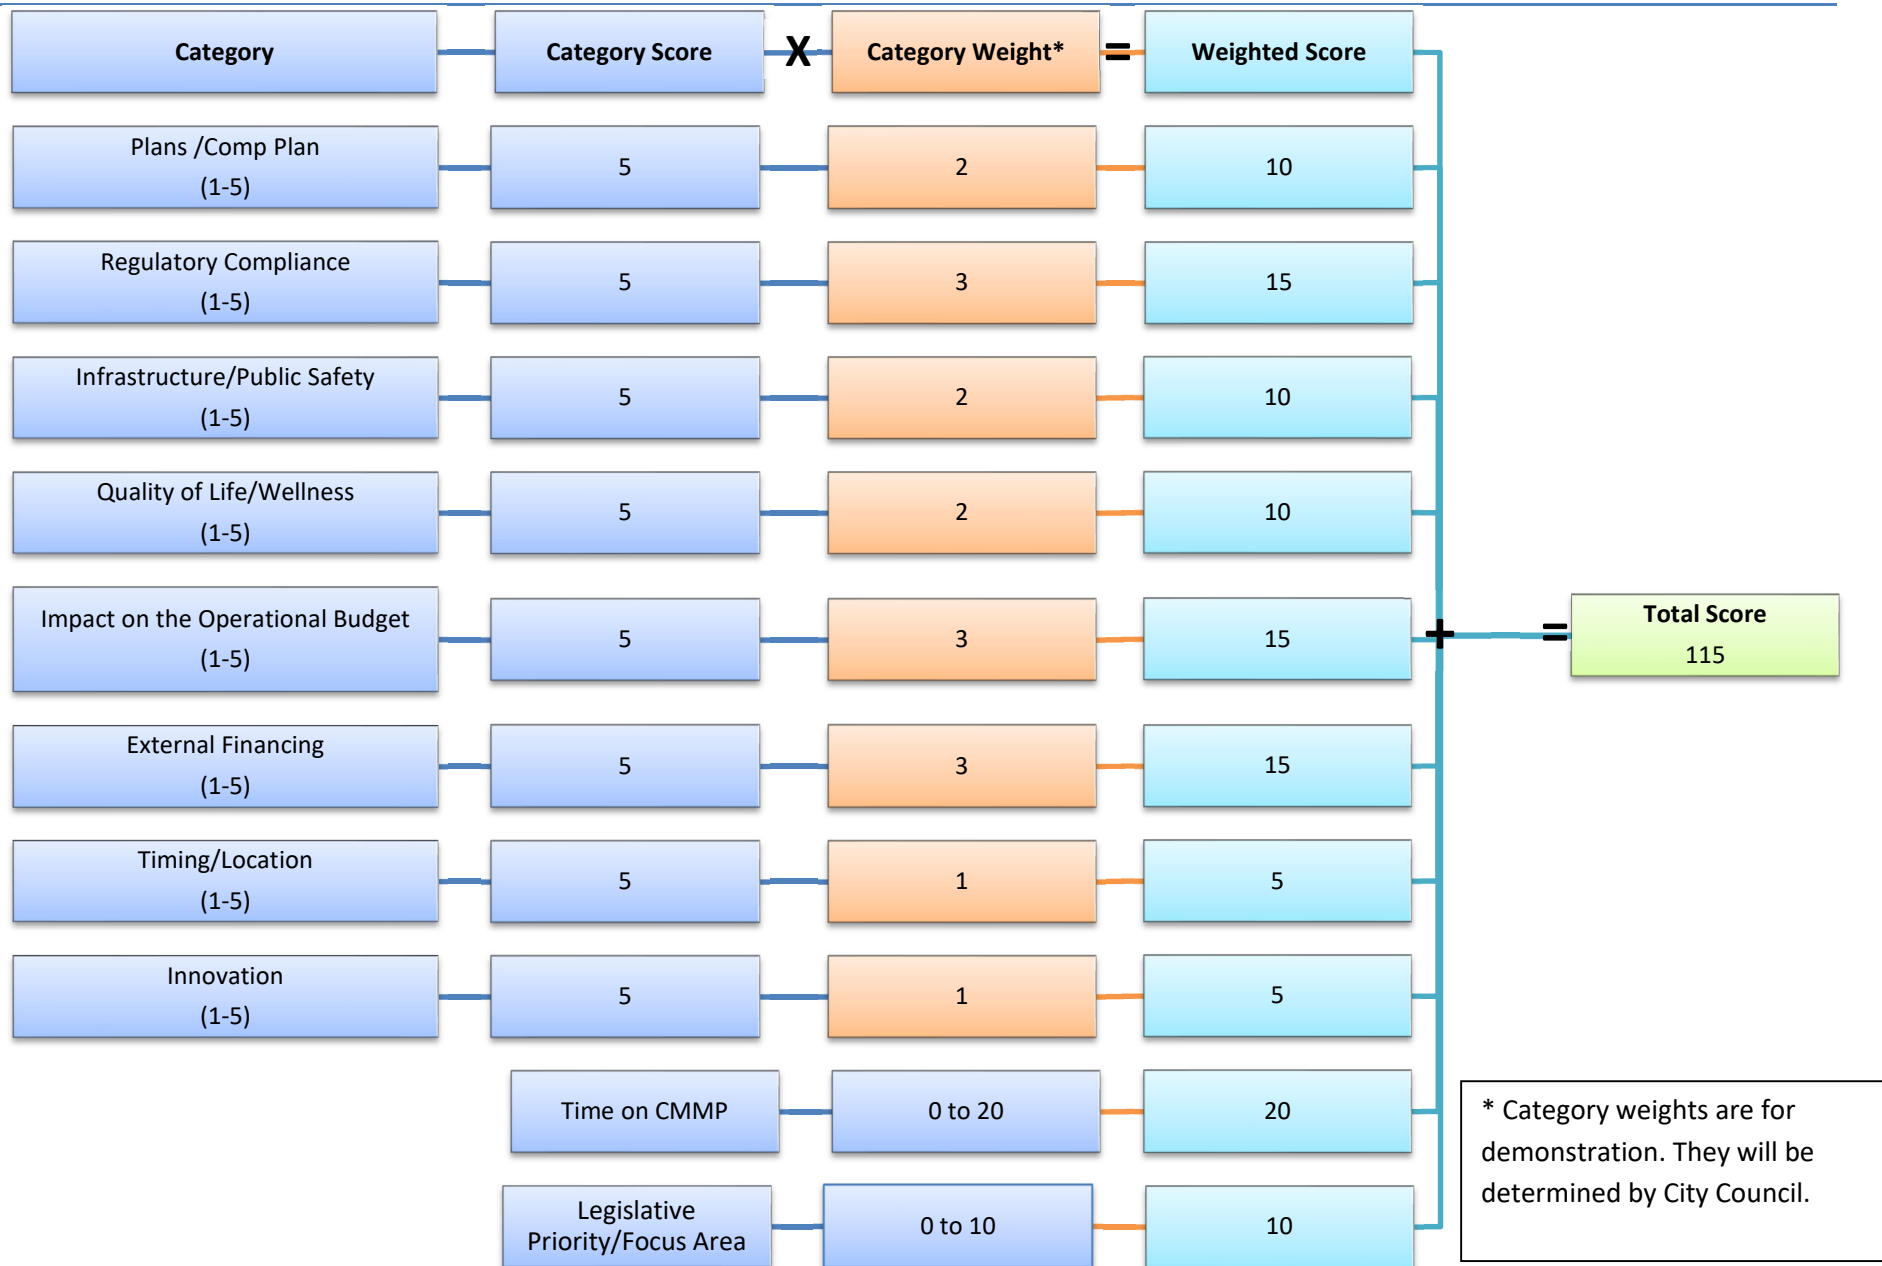 Category Category Score X Category Weight* = Weighted Score
Plans /Comp Plan
(1-5)
5 2 10
Regulatory Compliance
(1-5)
5 3 15
Infrastructure/Public Safety
(1-5)
5 2 10
Quality of Life/Wellness
(1-5)
5 2 10
Impact on the Operational Budget
(1-5)
5 3 15
+ =
Total Score
115
External Financing
(1-5)
5 3 15
Timing/Location
(1-5)
5 1 5
Innovation
(1-5)
5 1 5
Time on CMMP 0 to 20 20
Legislative
Priority/Focus Area
0 to 10 10
* Category weights are for
demonstration. They will be
determined by City Council.